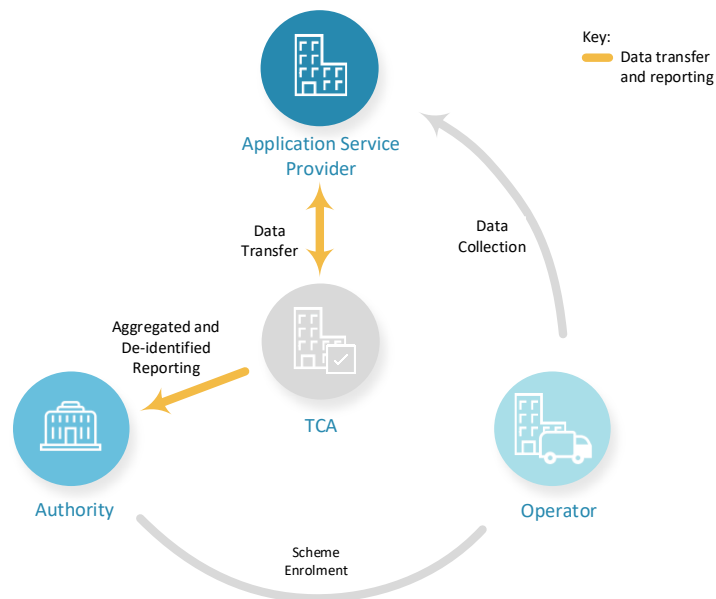 Key:
Data transfer
and reporting
Application Service
Provider
Data
Transfer
Data
Collection
Aggregated and
De-identified
Reporting
TCA
Authority
Operator
Scheme
Enrolment